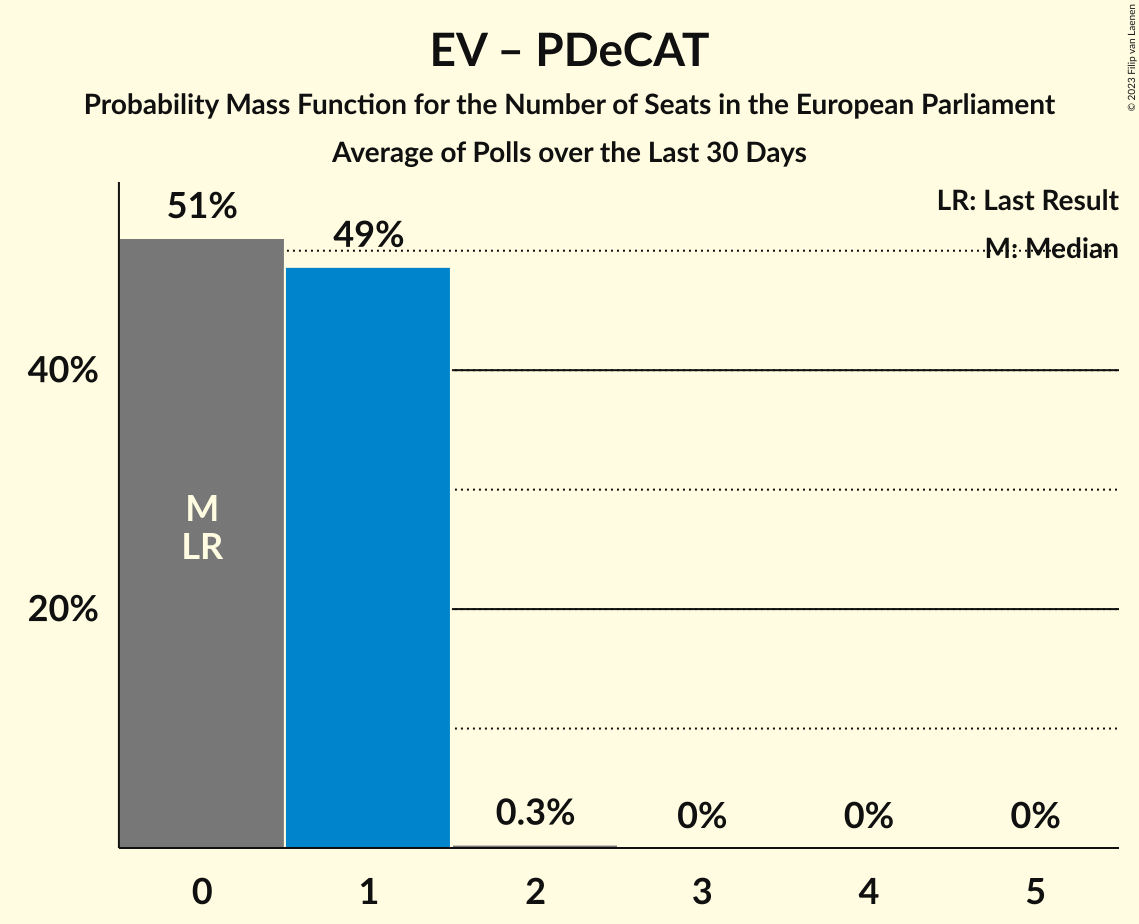 EV – PDeCAT
Probability Mass Function for the Number of Seats in the European Parliament
Average of Polls over the Last 30 Days
© 2023 Filip van Laenen
LR: Last Result
M: Median
51%
49%
40%
20%
M
LR
0.3%
0%
0%
0%
0
1
2
3
4
5